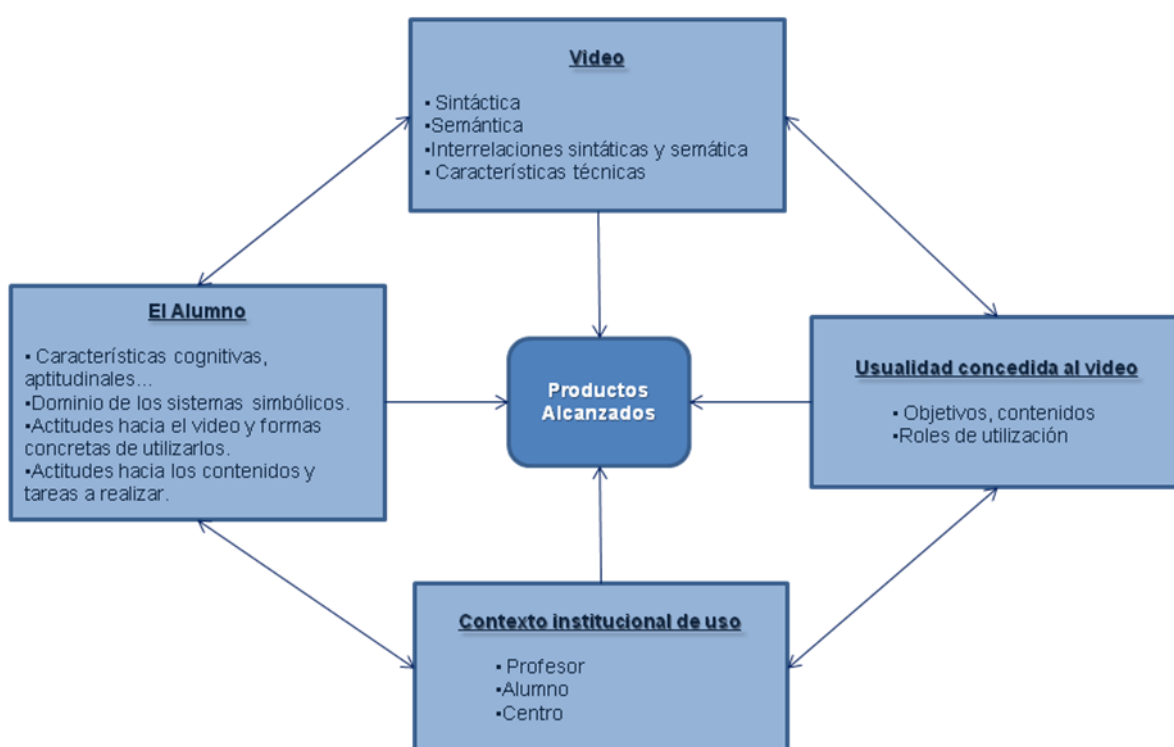 Video
▪ Sintáctica
▪Semántica
▪Interrelaciones sintáticas y semática
▪ Características técnicas
El Alumno
▪ Características cognitivas,
aptitudinales...
▪Dominio de los sistemas simbólicos.
▪Actitudes hacia el video y formas
concretas de utilizarlos.
▪Actitudes hacia los contenidos y
tareas a realizar.
Productos
Alcanzados
Usualidad concedida al video
▪ Objetivos, contenidos
▪Roles de utilización
Contexto institucional de uso
▪ Profesor
▪Alumno
▪Centro